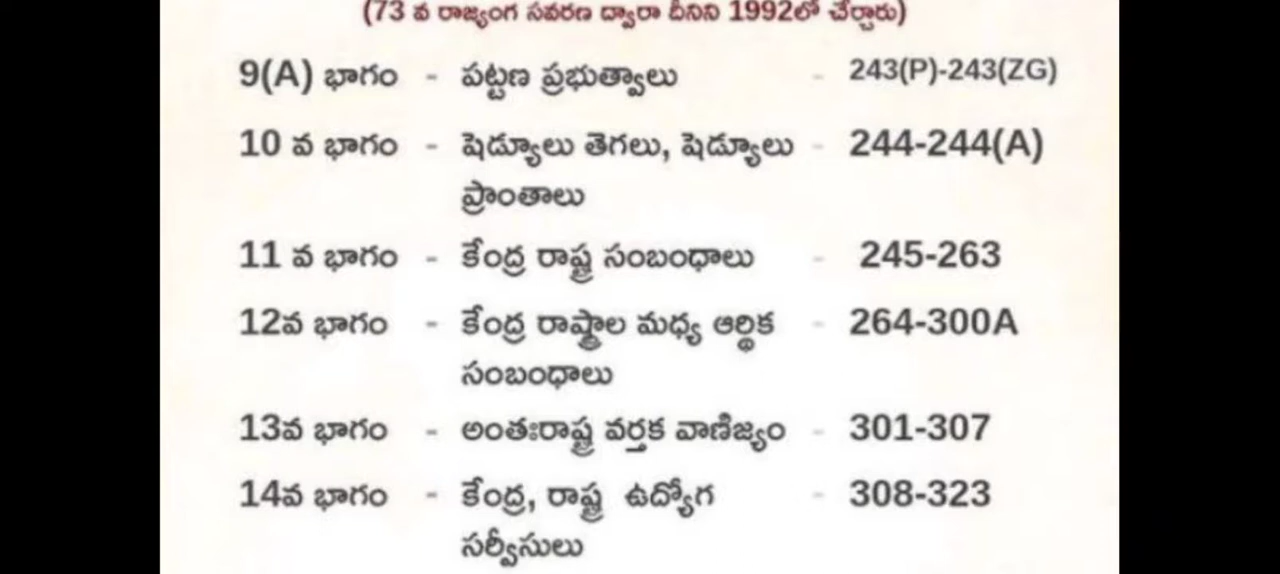 (73 వ రాజ్యంగ సవరణ ద్వారా దీనిని 1992లో చేర్చారు)
9(A) భాగం - పట్టణ ప్రభుత్వాలు - 243(P)-243(ZG)
10 వ భాగం - షెడ్యూలు తెగలు, షెడ్యూలు - 244-244(A)
ప్రాంతాలు
11 వ భాగం - కేంద్ర రాష్ట్ర సంబంధాలు - 245-263
12వ భాగం - కేంద్ర రాష్ట్రాల మధ్య ఆర్థిక - 264-300A
సంబంధాలు
13వ భాగం - అంతఃరాష్ట్ర వర్తక వాణిజ్యం - 301-307
14వ భాగం - కేంద్ర, రాష్ట్ర ఉద్యోగ - 308-323
సర్వీసులు